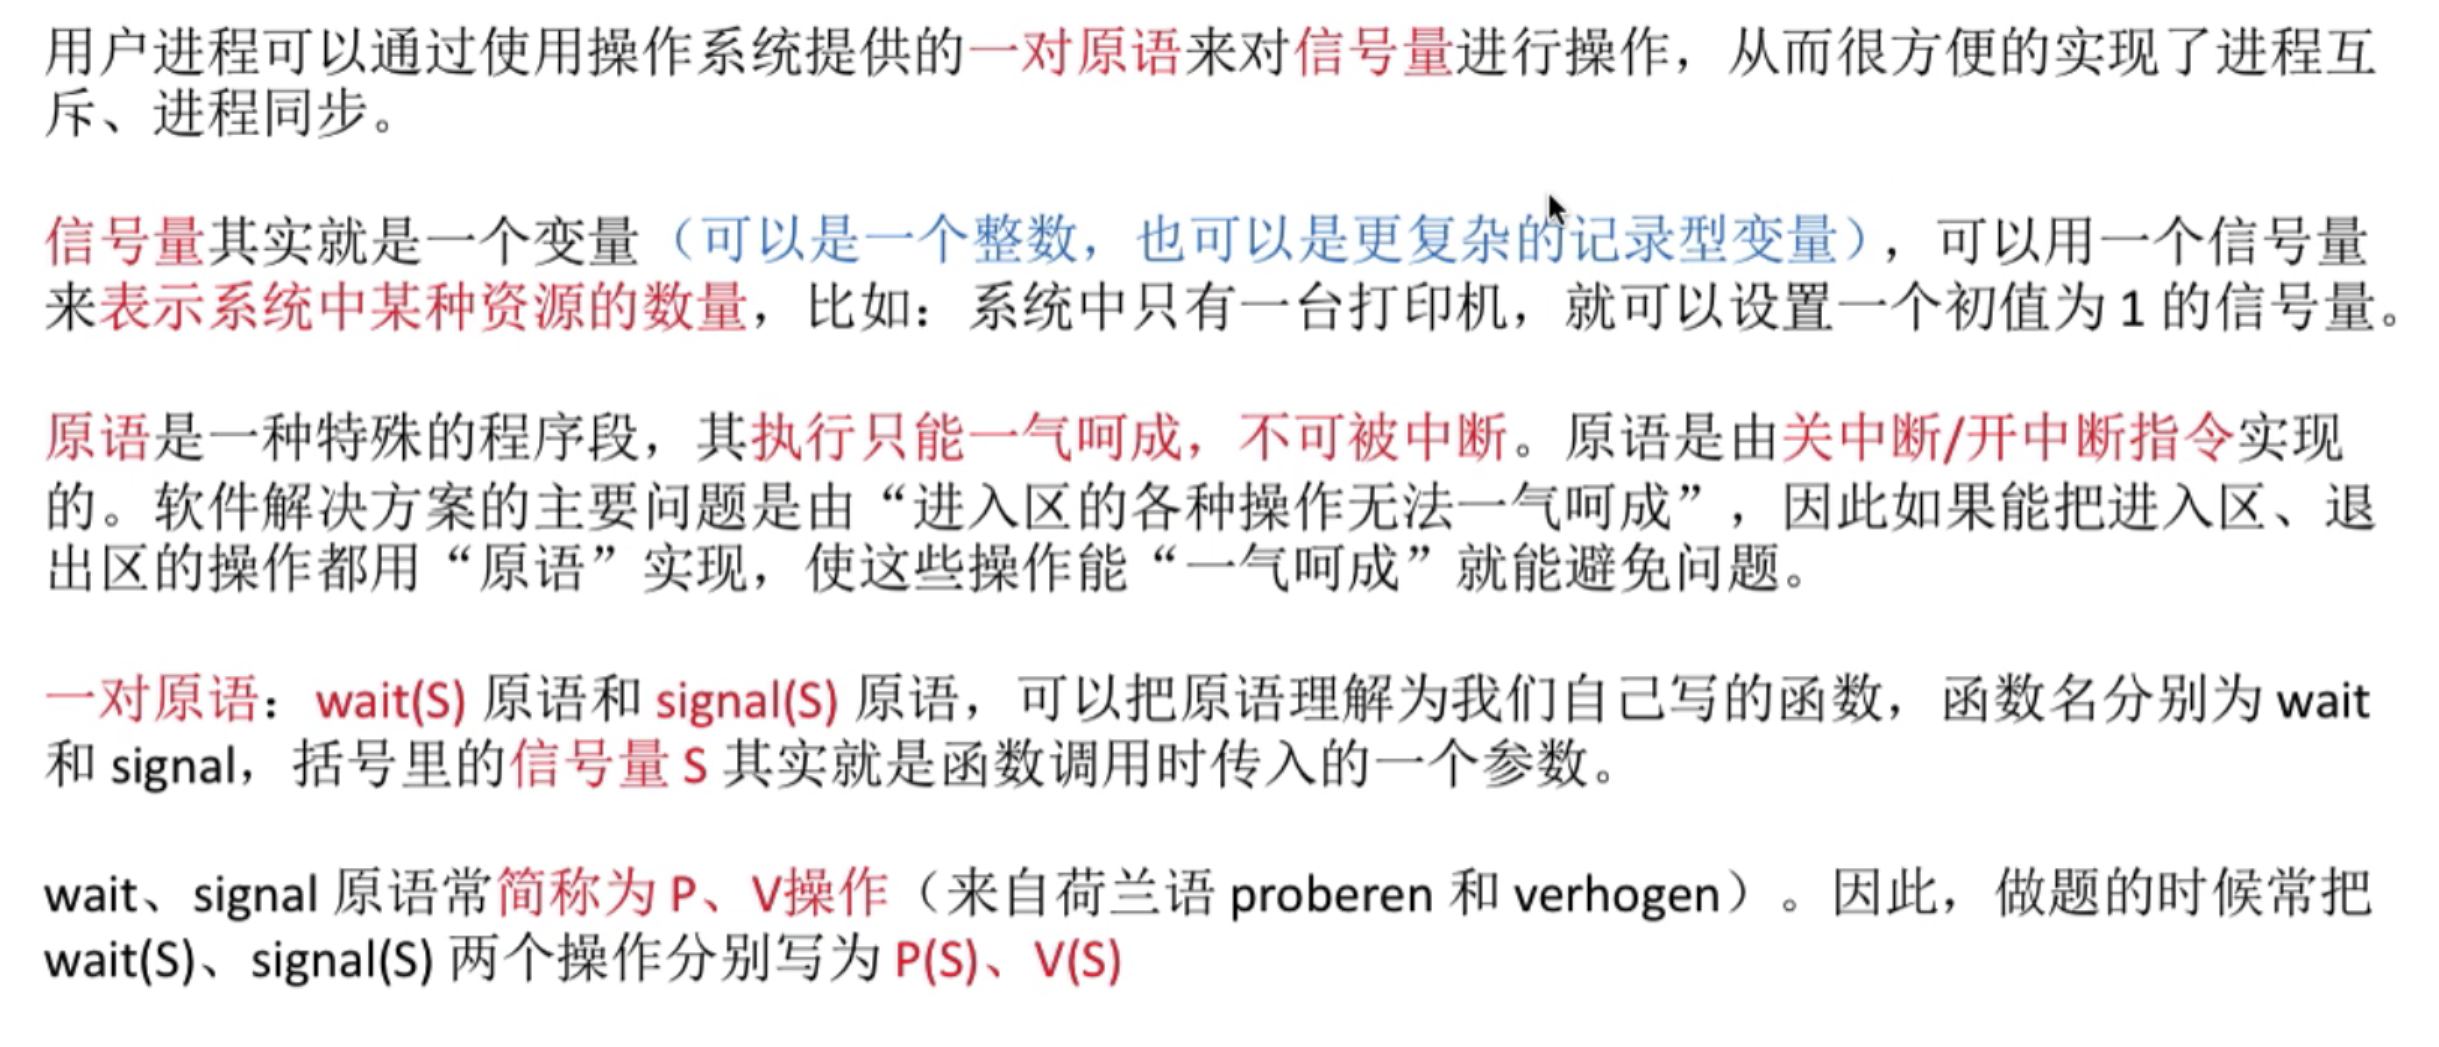 用户进程可以通过使用操作系统提供的一对原语来对信号量进行操作，从而很方便的实现了进程互
斥、进程同步。
信号量其实就是一个变量（可以是一个整数，也可以是更复杂的记录型变量），可以用一个信号量
来表示系统中某种资源的数量，比如：系统中只有一台打印机，就可以设置一个初值为 1 的信号量。
原语是一种特殊的程序段，其执行只能一气呵成，不可被中断。原语是由关中断/开中断指令实现
的。软件解决方案的主要问题是由“进入区的各种操作无法一气呵成”，因此如果能把进入区、退
出区的操作都用“原语”实现，使这些操作能“一气呵成”就能避免问题。
一对原语：wait(S) 原语和 signal(S) 原语，可以把原语理解为我们自己写的函数，函数名分别为 wait
和 signal，括号里的信号量 S 其实就是函数调用时传入的一个参数。
wait、signal 原语常简称为 P、V操作（来自荷兰语 proberen 和 verhogen）。因此，做题的时候常把
wait(S)、signal(S) 两个操作分别写为 P(S)、V(S)